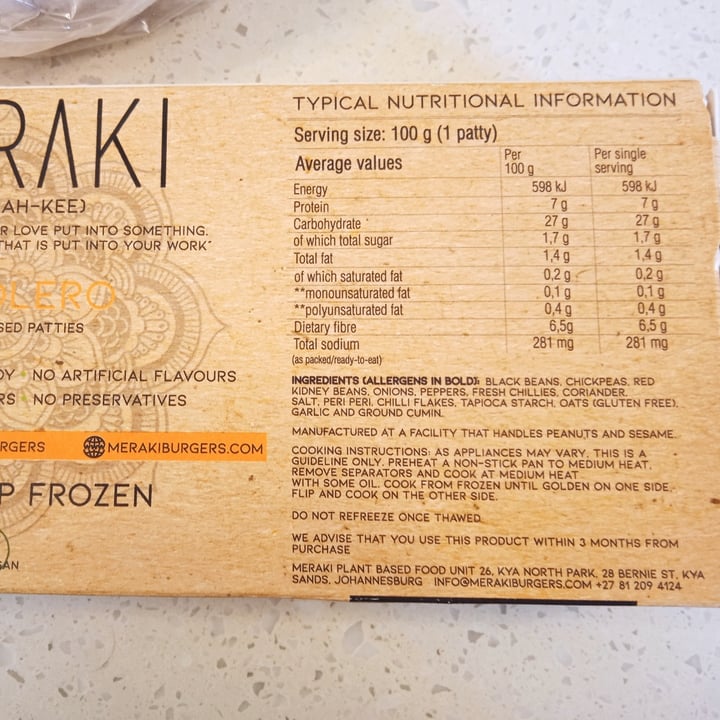 RAKI
AH-KEE)
R LOVE PUT INTO SOMETHING.
THAT IS PUT INTO YOUR WORK"
OLERO
SED PATTIES
DY NO ARTIFICIAL FLAVOURS
RS NO PRESERVATIVES
RGERS MERAKIBURGERS.COM
P FROZEN
GAN
TYPICAL NUTRITIONAL INFORMATION
Serving size: 100 g (1 patty)
Average values Per 100 g Per single serving
Energy 598 kJ 598 kJ
Protein 7 g 7 g
Carbohydrate 27 g 27 g
of which total sugar 1,7 g 1,7 g
Total fat 1,4 g 1,4 g
of which saturated fat 0,2 g 0,2 g
**monounsaturated fat 0,1 g 0,1 g
**polyunsaturated fat 0,4 g 0,4 g
Dietary fibre 6,5g 6,5 g
Total sodium 281 mg 281 mg
(as packed/ready-to-eat)
INGREDIENTS (ALLERGENS IN BOLD): BLACK BEANS, CHICKPEAS, RED
KIDNEY BEANS, ONIONS, PEPPERS, FRESH CHILLIES, CORIANDER,
SALT, PERI PERI, CHILLI FLAKES, TAPIOCA STARCH, OATS (GLUTEN FREE),
GARLIC AND GROUND CUMIN.
MANUFACTURED AT A FACILITY THAT HANDLES PEANUTS AND SESAME.
COOKING INSTRUCTIONS: AS APPLIANCES MAY VARY, THIS IS A
GUIDELINE ONLY. PREHEAT A NON-STICK PAN TO MEDIUM HEAT.
REMOVE SEPARATORS AND COOK AT MEDIUM HEAT
WITH SOME OIL. COOK FROM FROZEN UNTIL GOLDEN ON ONE SIDE,
FLIP AND COOK ON THE OTHER SIDE.
DO NOT REFREEZE ONCE THAWED
WE ADVISE THAT YOU USE THIS PRODUCT WITHIN 3 MONTHS FROM
PURCHASE
MERAKI PLANT BASED FOOD UNIT 26, KYA NORTH PARK, 28 BERNIE ST, KYA
SANDS, JOHANNESBURG INFO@MERAKIBURGERS.COM +27 81 209 4124